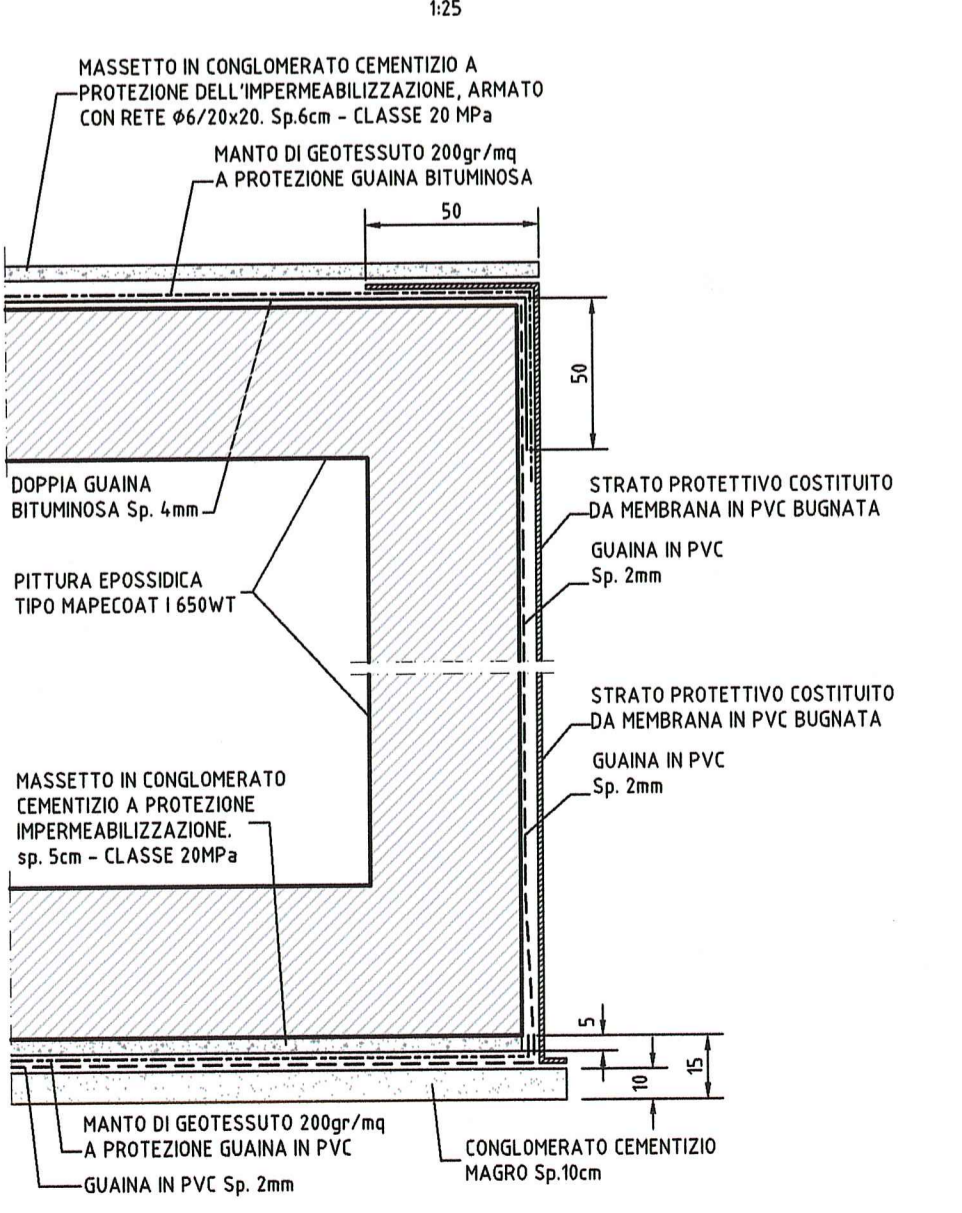 1:25
MASSETTO IN CONGLOMERATO CEMENTIZIO A
PROTEZIONE DELL'IMPERMEABILIZZAZIONE, ARMATO
CON RETE Ø6/20x20. Sp.6cm - CLASSE 20 MPa
MANTO DI GEOTESSUTO 200gr/mq
A PROTEZIONE GUAINA BITUMINOSA
50
50
DOPPIA GUAINA
BITUMINOSA Sp. 4mm
STRATO PROTETTIVO COSTITUITO
DA MEMBRANA IN PVC BUGNATA
GUAINA IN PVC
Sp. 2mm
PITTURA EPOSSIDICA
TIPO MAPECOAT I 650WT
STRATO PROTETTIVO COSTITUITO
DA MEMBRANA IN PVC BUGNATA
GUAINA IN PVC
Sp. 2mm
MASSETTO IN CONGLOMERATO
CEMENTIZIO A PROTEZIONE
IMPERMEABILIZZAZIONE.
sp. 5cm - CLASSE 20MPa
5
10
15
MANTO DI GEOTESSUTO 200gr/mq
A PROTEZIONE GUAINA IN PVC
GUAINA IN PVC Sp. 2mm
CONGLOMERATO CEMENTIZIO
MAGRO Sp.10cm